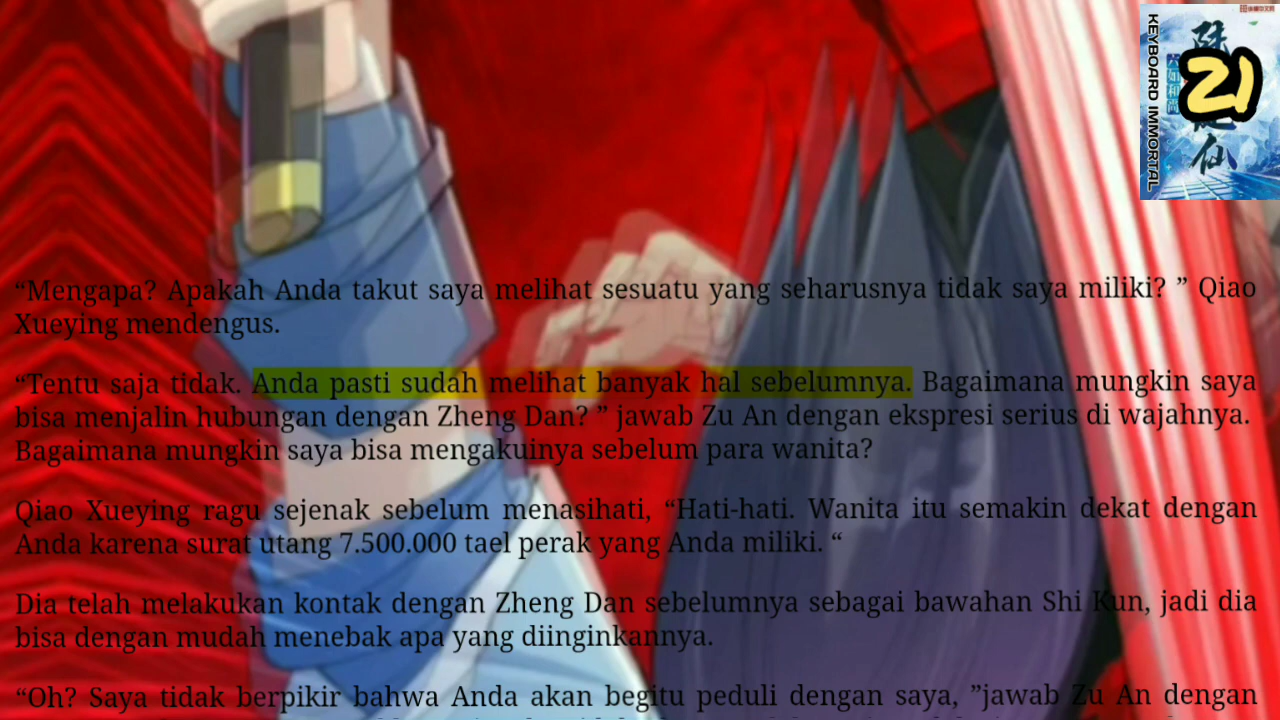 KEYBOARD IMMORTAL
六如和尚
21
仙
“Mengapa? Apakah Anda takut saya melihat sesuatu yang seharusnya tidak saya miliki? ” Qiao
Xueying mendengus.
“Tentu saja tidak. Anda pasti sudah melihat banyak hal sebelumnya. Bagaimana mungkin saya
bisa menjalin hubungan dengan Zheng Dan? ” jawab Zu An dengan ekspresi serius di wajahnya.
Bagaimana mungkin saya bisa mengakuinya sebelum para wanita?
Qiao Xueying ragu sejenak sebelum menasihati, “Hati-hati. Wanita itu semakin dekat dengan
Anda karena surat utang 7.500.000 tael perak yang Anda miliki. “
Dia telah melakukan kontak dengan Zheng Dan sebelumnya sebagai bawahan Shi Kun, jadi dia
bisa dengan mudah menebak apa yang diinginkannya.
“Oh? Saya tidak berpikir bahwa Anda akan begitu peduli dengan saya, ”jawab Zu An dengan